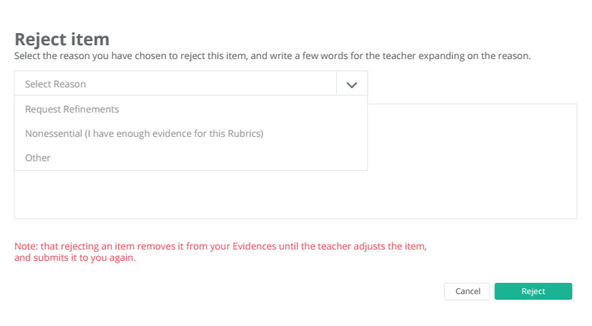 Reject item
Select the reason you have chosen to reject this item, and write a few words for the teacher expanding on the reason.
Select Reason
Request Refinements
Nonessential (I have enough evidence for this Rubrics)
Other
Note: that rejecting an item removes it from your Evidences until the teacher adjusts the item,
and submits it to you again.
Cancel
Reject